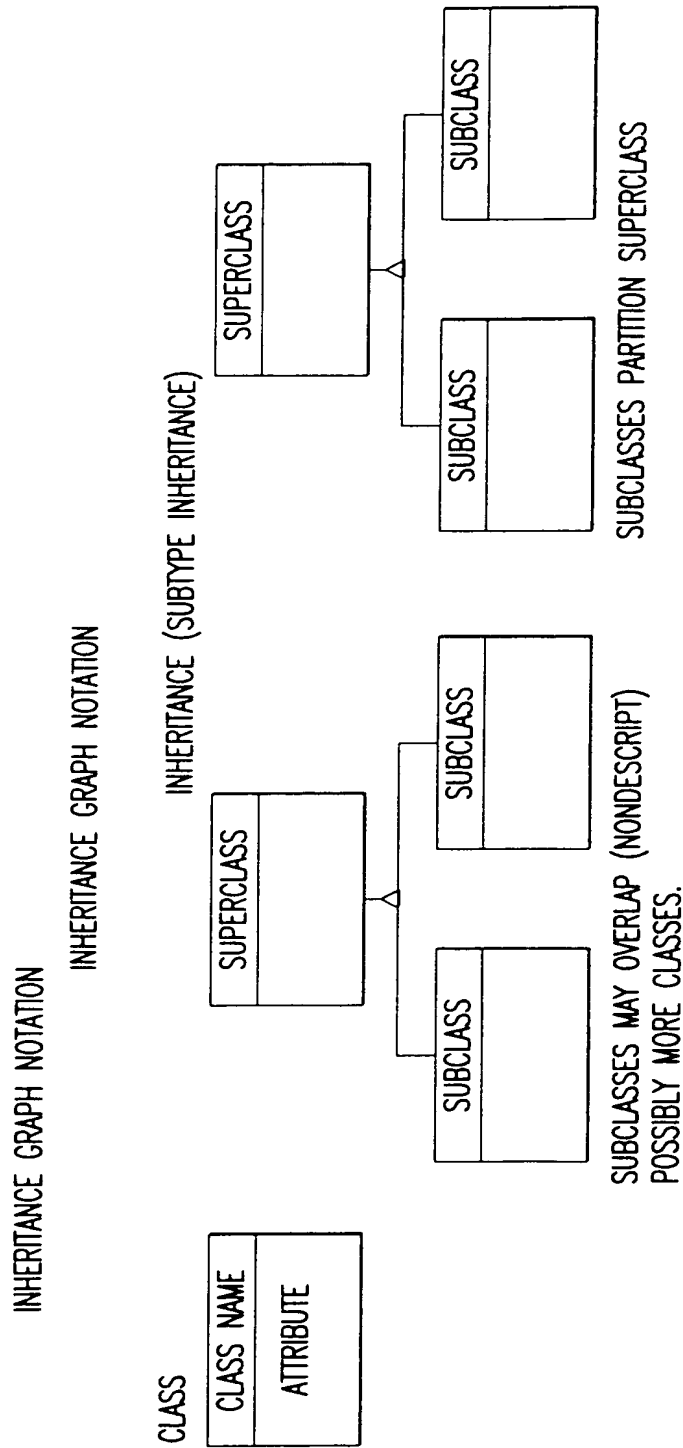 INHERITANCE GRAPH NOTATION
INHERITANCE GRAPH NOTATION
CLASS
CLASS NAME
ATTRIBUTE
INHERITANCE (SUBTYPE INHERITANCE)
SUPERCLASS
SUBCLASS
SUBCLASS
SUBCLASSES MAY OVERLAP (NONDESCRIPT)
POSSIBLY MORE CLASSES.
SUPERCLASS
SUBCLASS
SUBCLASS
SUBCLASSES PARTITION SUPERCLASS